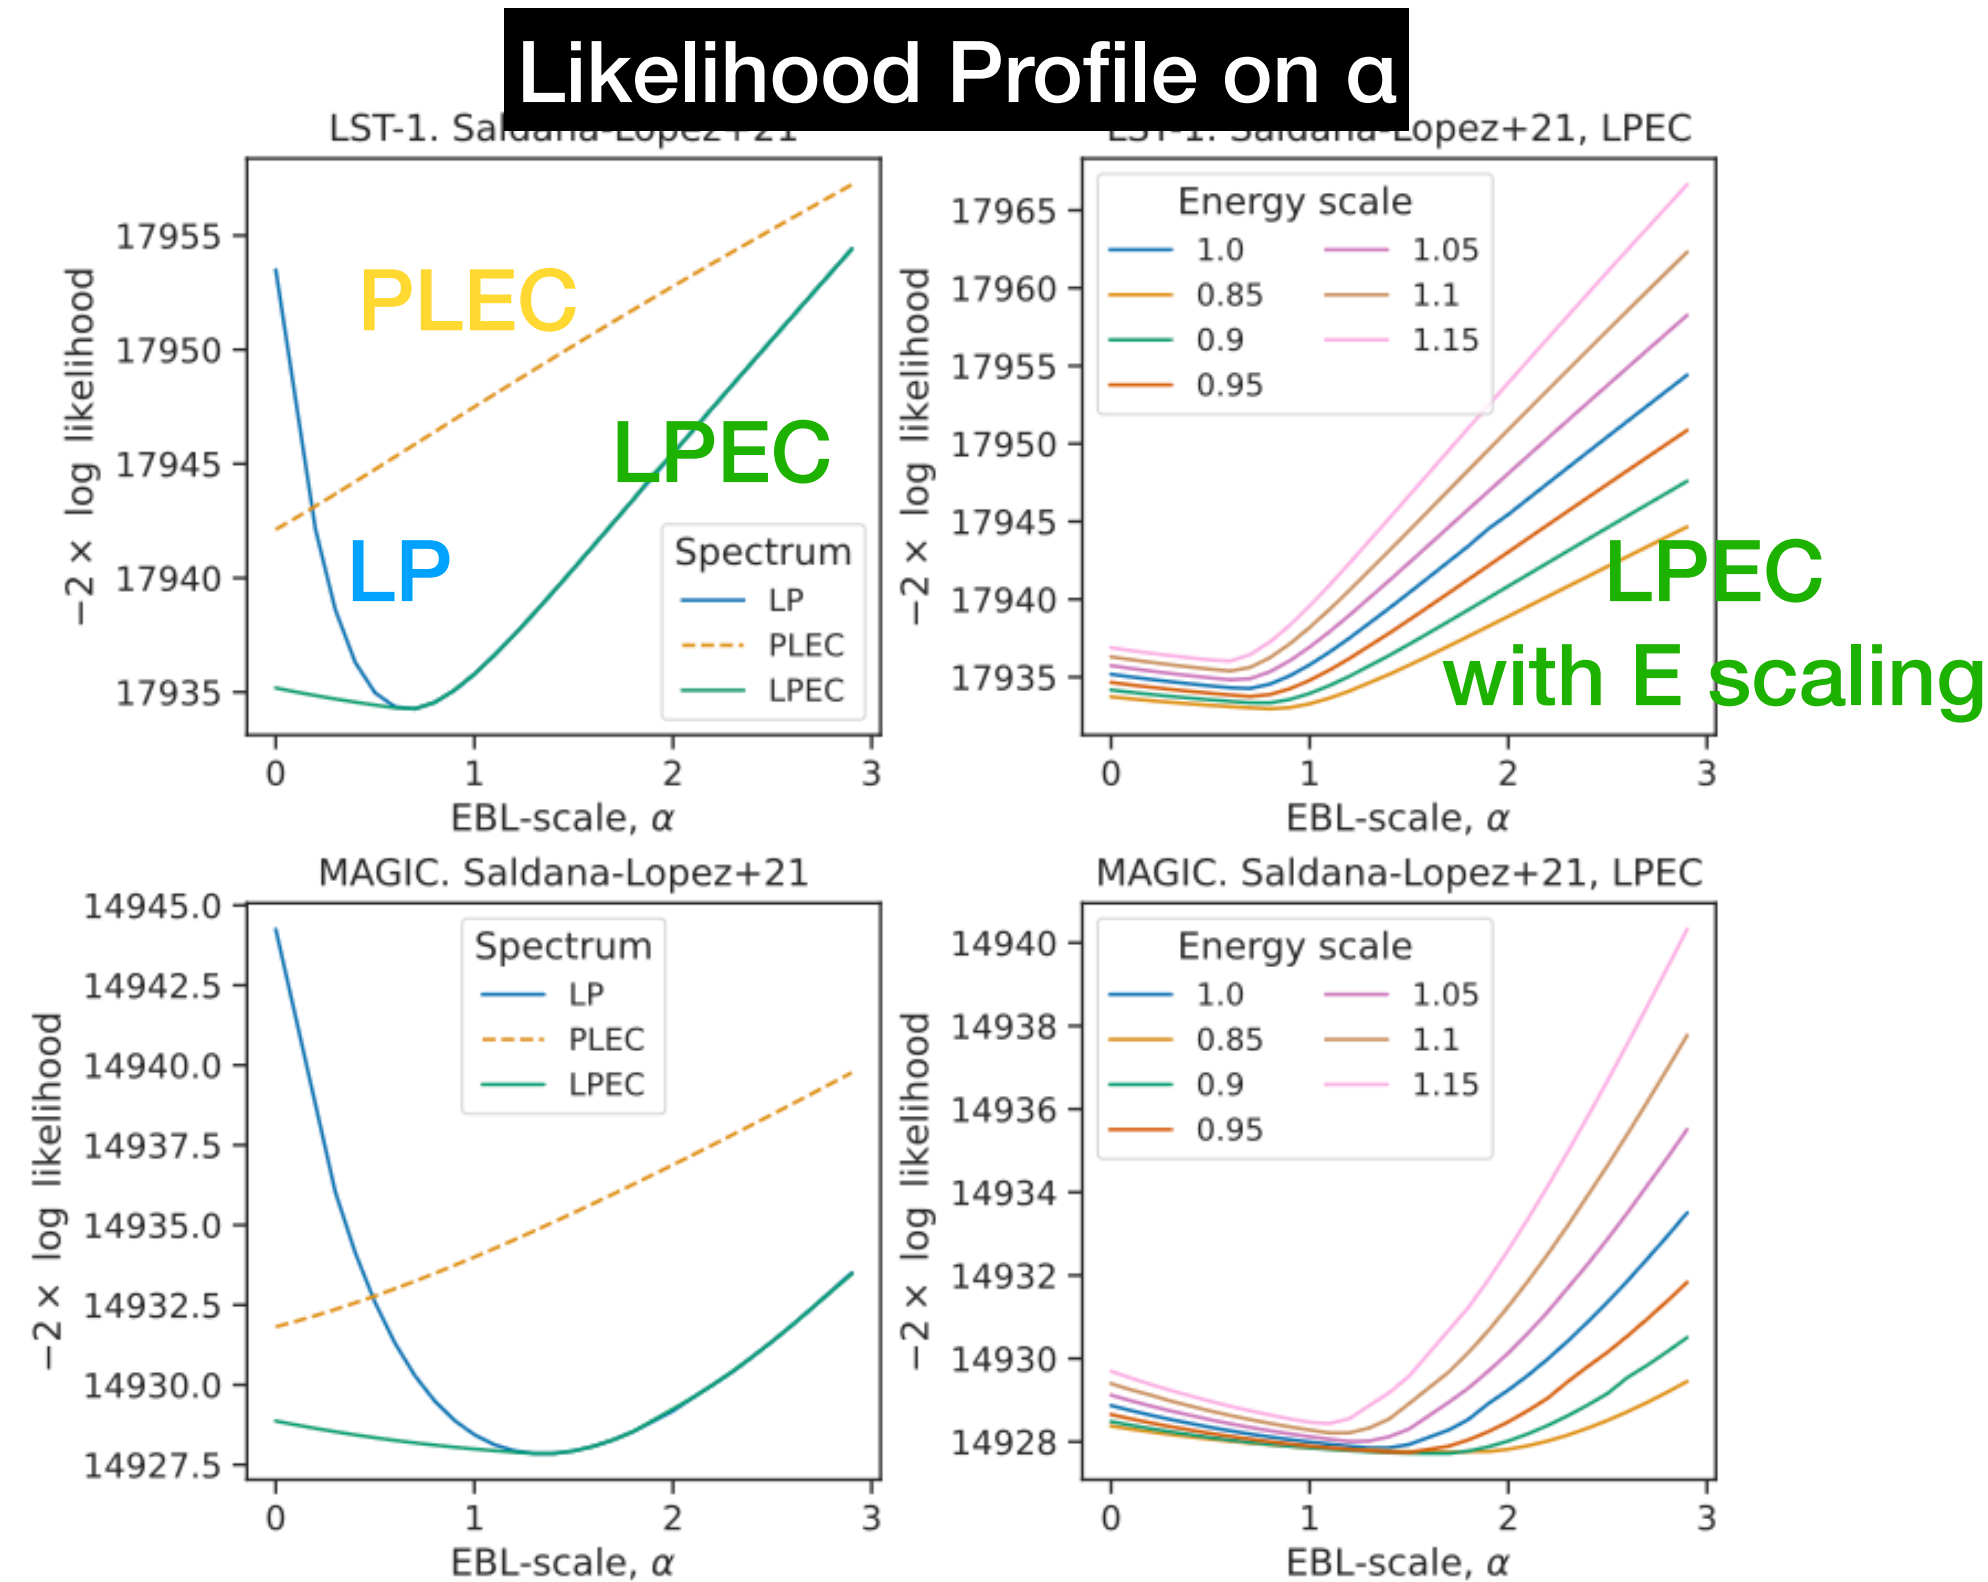 Likelihood Profile on α
LST-1. Saldana-Lopez+21
17955
17950
17945
17940
17935
−2 × log likelihood
PLEC
LPEC
LP
Spectrum
LP
PLEC
LPEC
0 1 2 3
EBL-scale, α
LST-1. Saldana-Lopez+21, LPEC
17965
17960
17955
17950
17945
17940
17935
−2 × log likelihood
Energy scale
1.0 1.05
0.85 1.1
0.9 1.15
0.95
LPEC
with E scaling
0 1 2 3
EBL-scale, α
MAGIC. Saldana-Lopez+21
14945.0
14942.5
14940.0
14937.5
14935.0
14932.5
14930.0
14927.5
−2 × log likelihood
Spectrum
LP
PLEC
LPEC
0 1 2 3
EBL-scale, α
MAGIC. Saldana-Lopez+21, LPEC
14940
14938
14936
14934
14932
14930
14928
−2 × log likelihood
Energy scale
1.0 1.05
0.85 1.1
0.9 1.15
0.95
0 1 2 3
EBL-scale, α